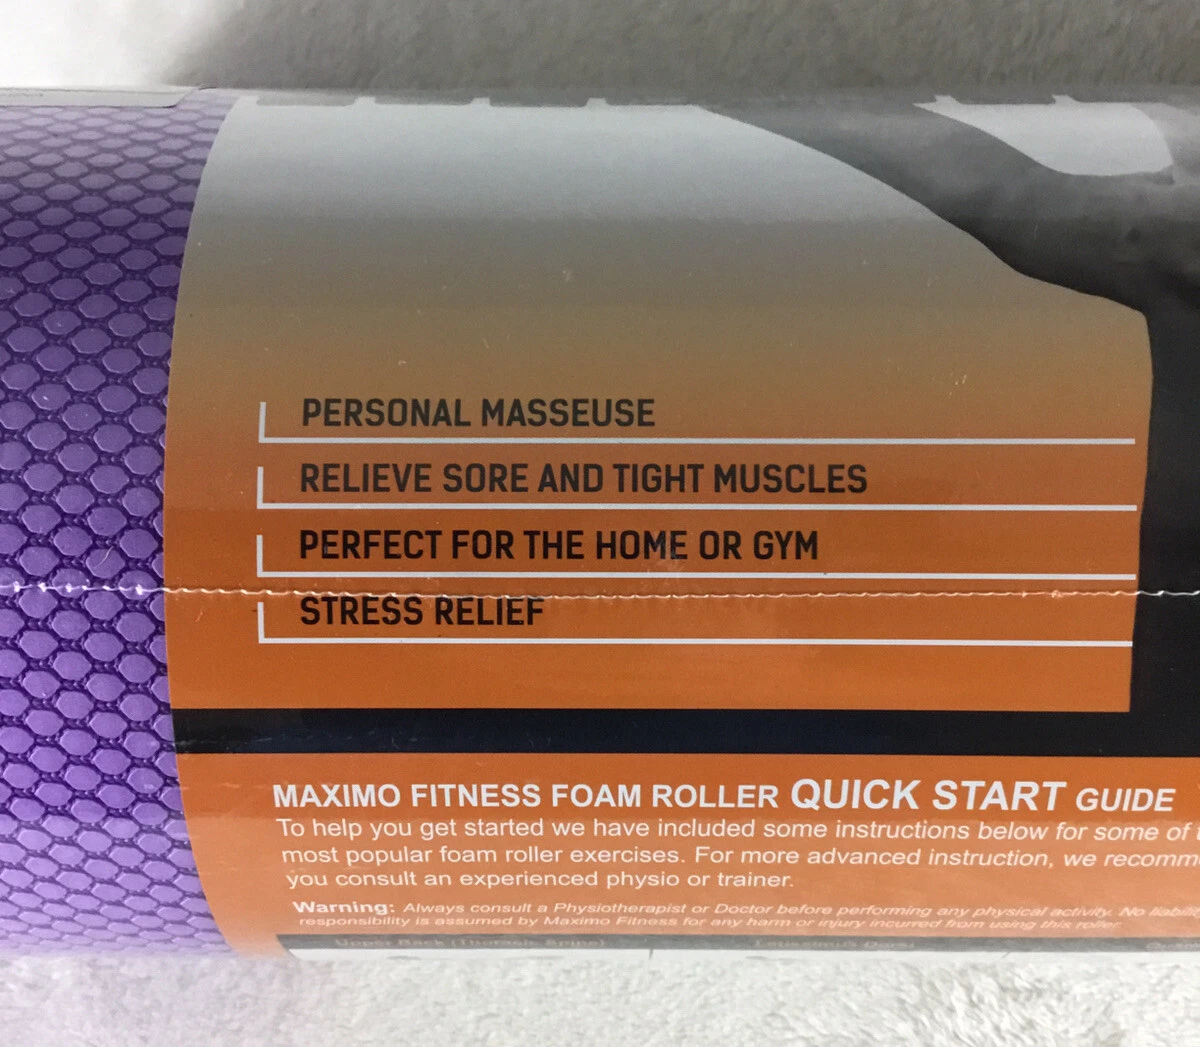 PERSONAL MASSEUSE
RELIEVE SORE AND TIGHT MUSCLES
PERFECT FOR THE HOME OR GYM
STRESS RELIEF
MAXIMO FITNESS FOAM ROLLER QUICK START GUIDE
To help you get started we have included some instructions below for some of
most popular foam roller exercises. For more advanced instruction, we
you consult an experienced physio or trainer.
Warning: Always consult a Physiotherapist or Doctor before performing any physical activity. No
responsibility is assumed by Maximo Fitness for any harm or injury incurred from using this roller.
Upper Back (Thoracic Spine)